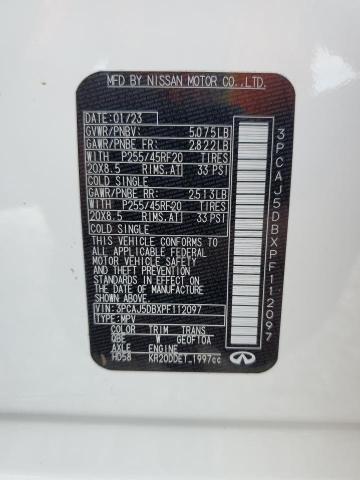 MFD BY NISSAN MOTOR CO.,LTD.
DATE: 01/23
GVWR/PNBV: 5075LB
GAWR/PNBE FR: 2822LB
WITH P255/45RF20 TIRES
20X8.5 RIMS,AT 33 PSI
COLD SINGLE
GAWR/PNBE RR: 2513LB
WITH P255/45RF20 TIRES
20X8.5 RIMS,AT 33 PSI
COLD SINGLE
THIS VEHICLE CONFORMS TO
ALL APPLICABLE FEDERAL
MOTOR VEHICLE SAFETY
STANDARDS IN EFFECT ON
THE DATE OF MANUFACTURE
SHOWN ABOVE.
VIN:3PCAJ5DBXPF112097
TYPE:MPV
COLOR TRIM TRANS
QBE W GE0F10A
AXLE ENGINE
HD58 KR20DDET 1997cc
3PCAJ5DBXPF112097